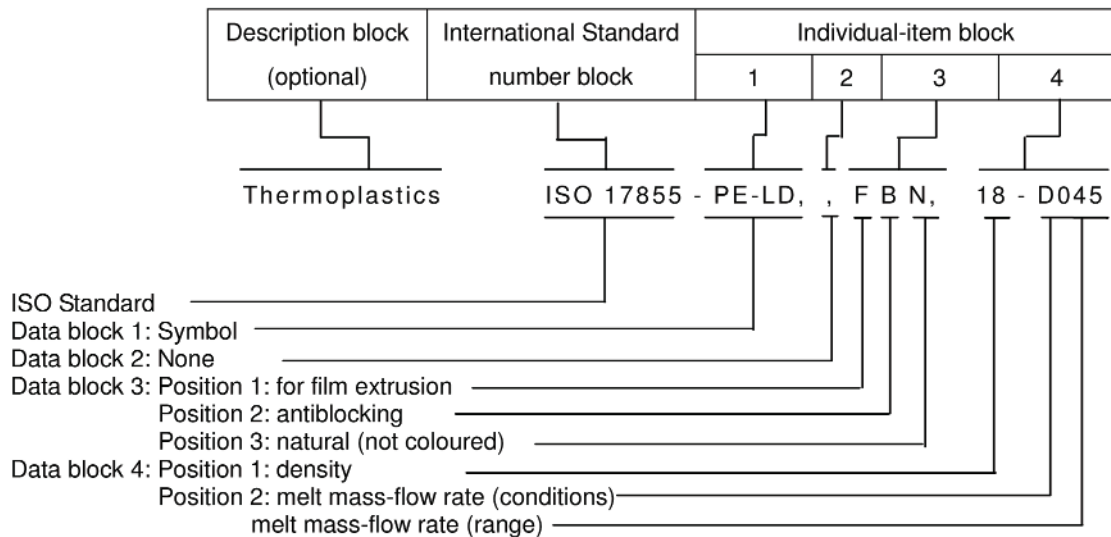 Description block International Standard Individual-item block
(optional) number block 1 2 3 4
Thermoplastics ISO 17855 - PE-LD, , F B N, 18 - D045
ISO Standard
Data block 1: Symbol
Data block 2: None
Data block 3: Position 1: for film extrusion
Position 2: antiblocking
Position 3: natural (not coloured)
Data block 4: Position 1: density
Position 2: melt mass-flow rate (conditions)
melt mass-flow rate (range)